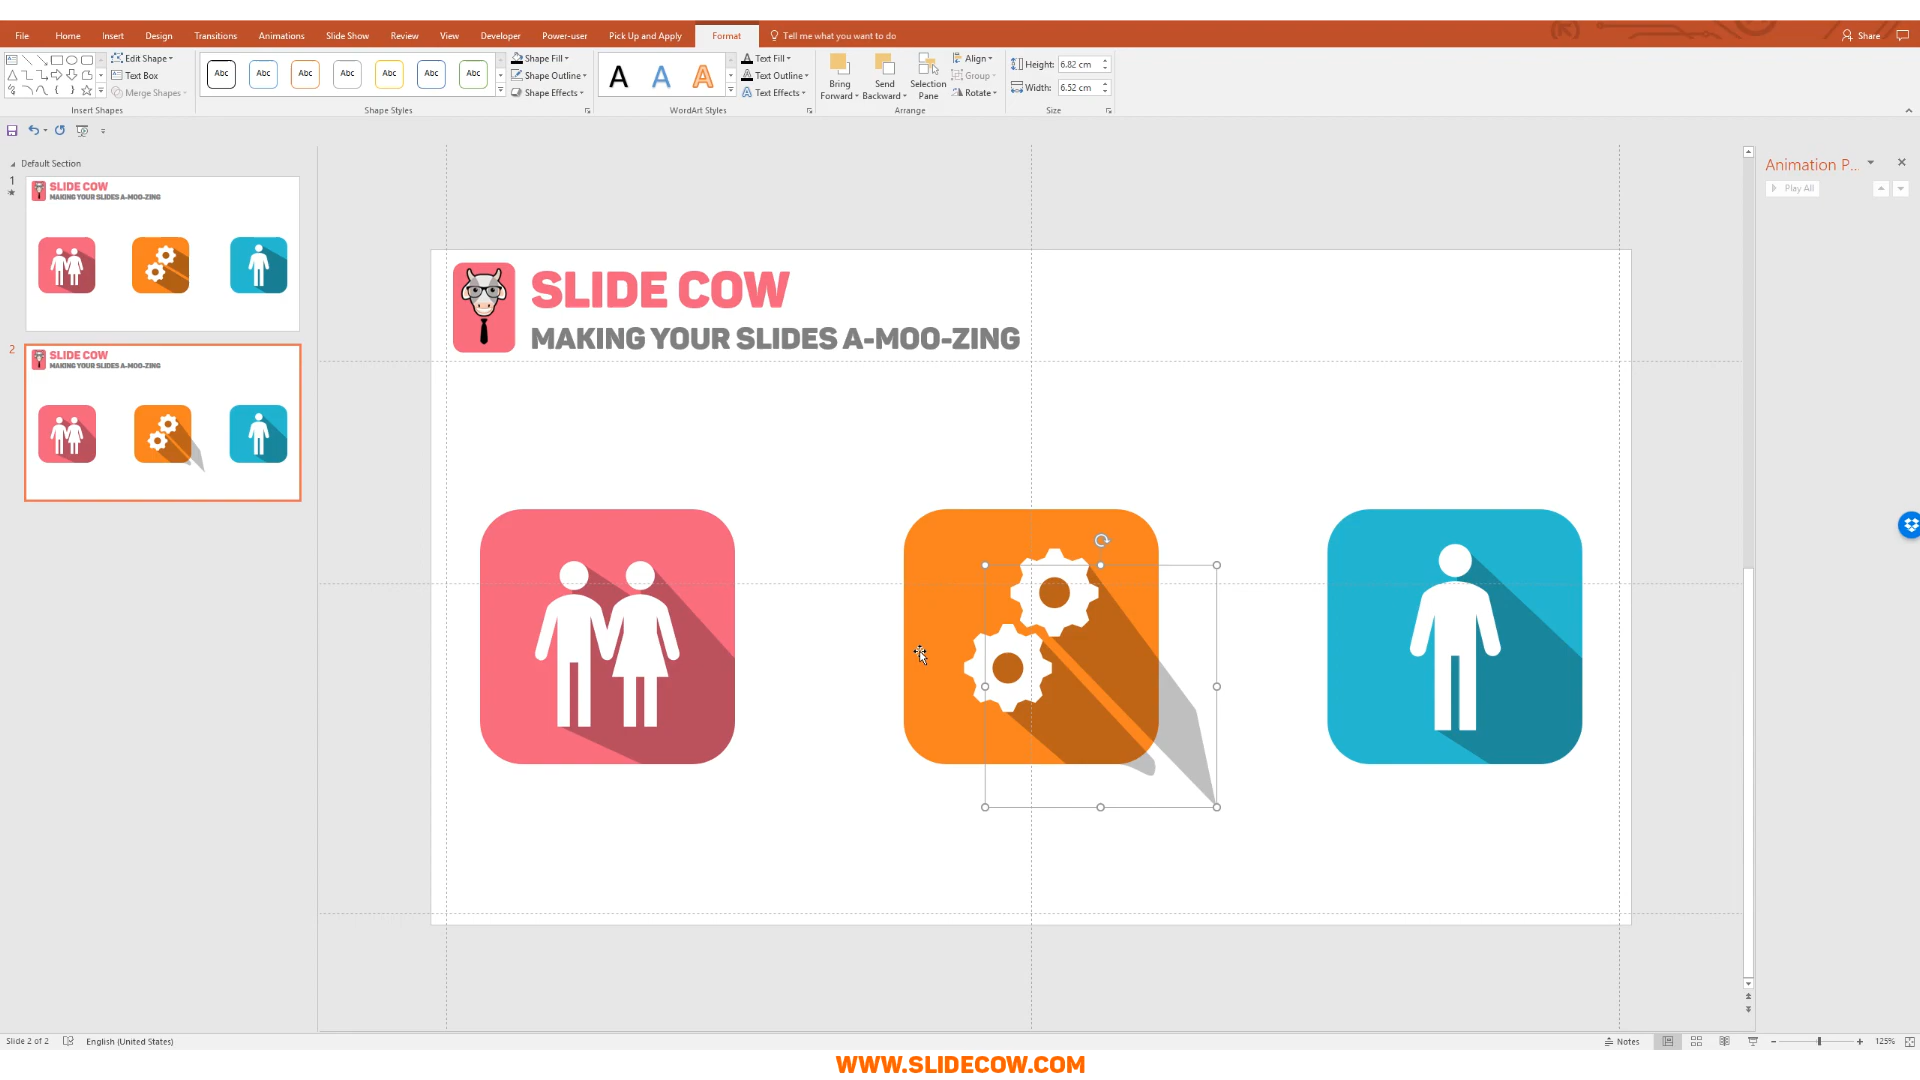 File Home Insert Design Transitions Animations Slide Show Review View Developer Power-user Pick Up and Apply Format Tell me what you want to do Share
Edit Shape
Text Box
Merge Shapes
Insert Shapes
Abc Abc Abc Abc Abc Abc Abc
Shape Fill
Shape Outline
Shape Effects
Shape Styles
A A A
Text Fill
Text Outline
Text Effects
WordArt Styles
Bring Forward
Send Backward
Selection Pane
Align
Group
Rotate
Arrange
Height: 6.82 cm
Width: 6.52 cm
Size
Default Section
1
SLIDE COW
MAKING YOUR SLIDES A-MOO-ZING
2
SLIDE COW
MAKING YOUR SLIDES A-MOO-ZING
SLIDE COW
MAKING YOUR SLIDES A-MOO-ZING
Animation P...
Play All
Slide 2 of 2 English (United States) Notes 125%
WWW.SLIDECOW.COM